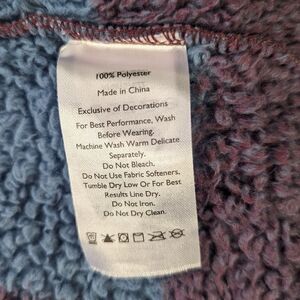 100% Polyester
Made in China
Exclusive of Decorations
For Best Performance, Wash
Before Wearing.
Machine Wash Warm Delicate
Separately.
Do Not Bleach.
Do Not Use Fabric Softeners.
Tumble Dry Low Or For Best
Results Line Dry.
Do Not Iron.
Do Not Dry Clean.